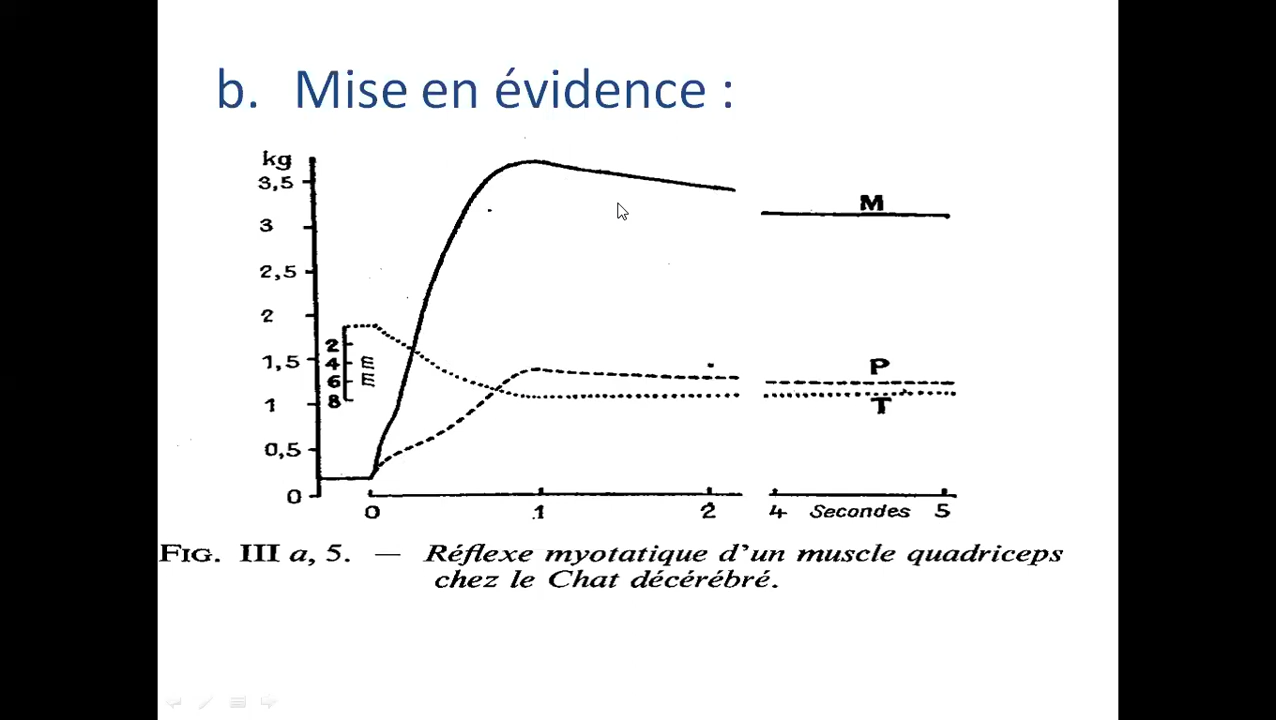 b. Mise en évidence :
kg
3,5
3
2,5
2
1,5
1
0,5
0
2
4
6
8
mm
M
P
T
0 1 2 4 Secondes 5
FIG. III a, 5. — Réflexe myotatique d'un muscle quadriceps
chez le Chat décérébré.